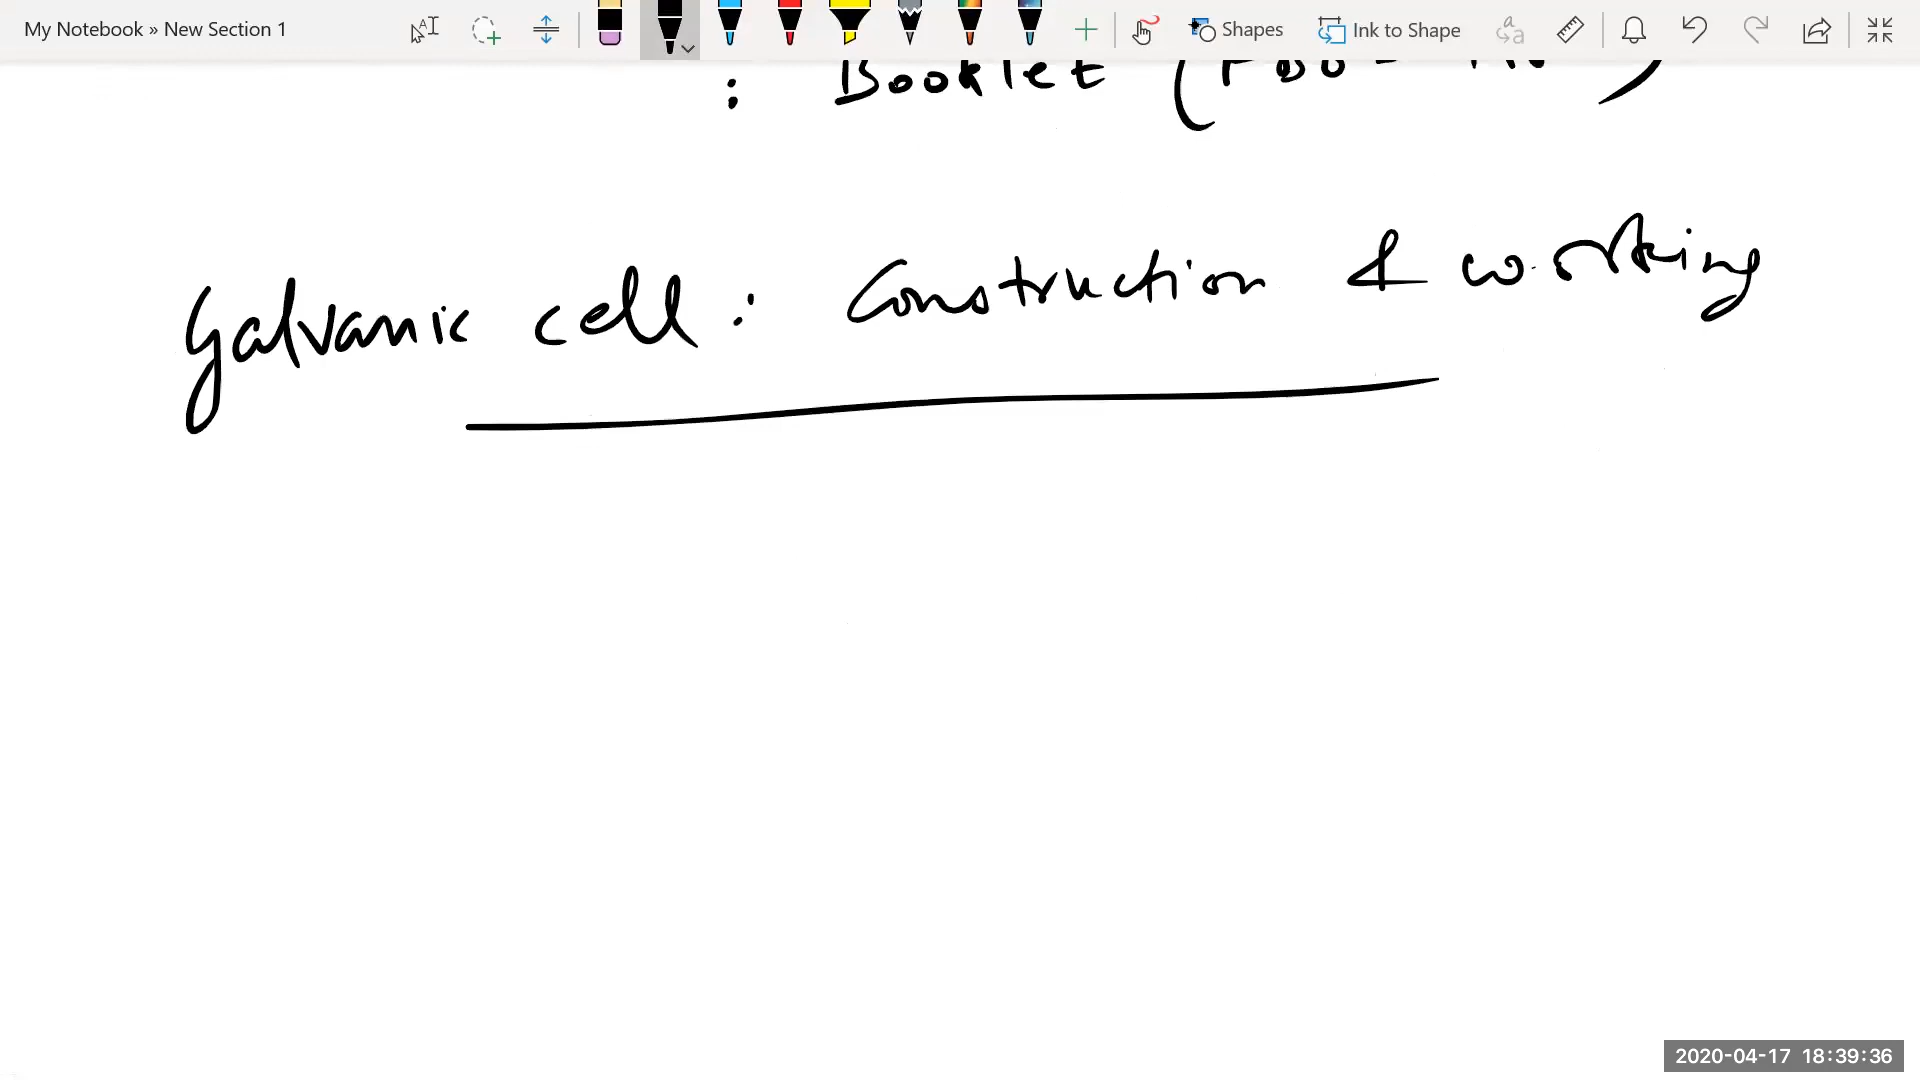 My Notebook » New Section 1 Shapes Ink to Shape
: Booklet (
Galvanic cell : Construction & working
2020-04-17 18:39:36